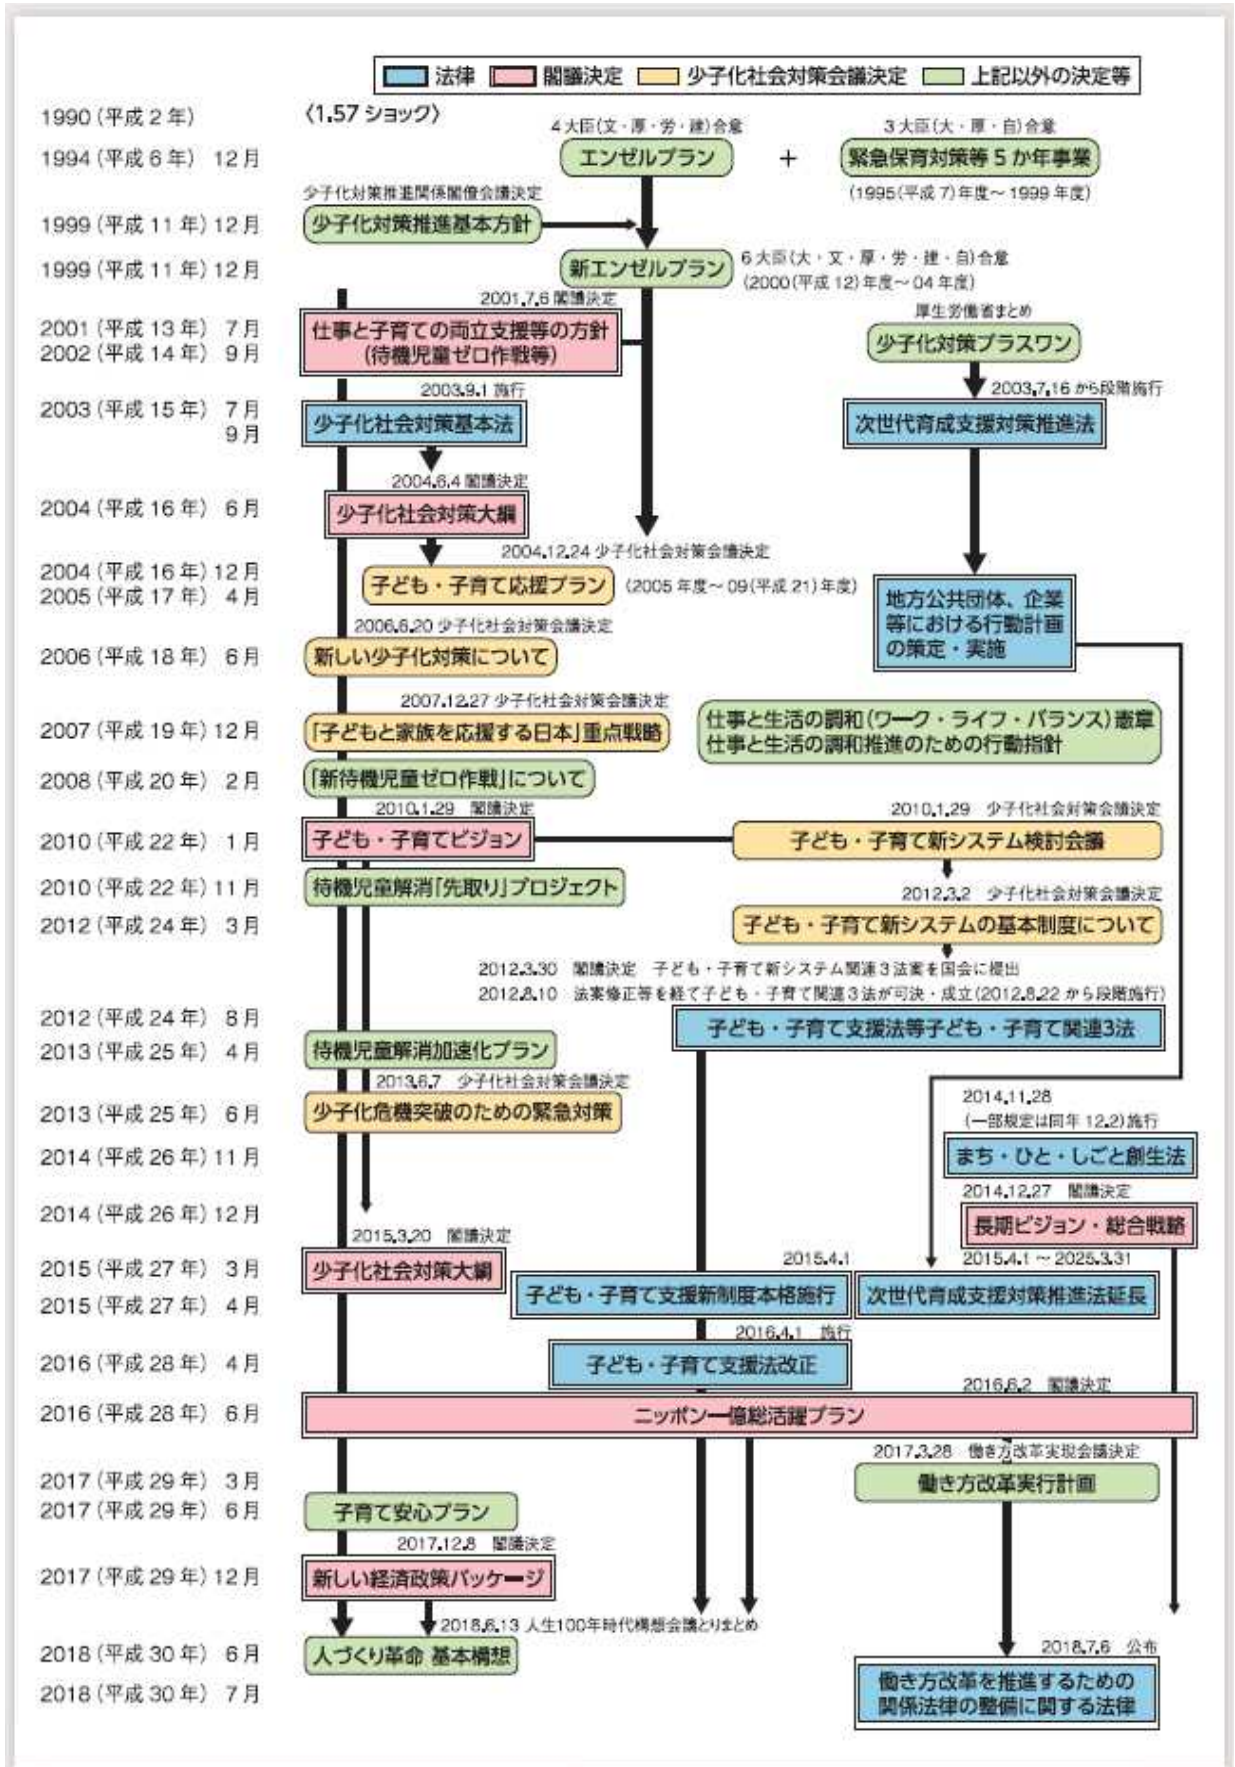 法律 閣議決定 少子化社会対策会議決定 上記以外の決定等
1990(平成2年)
〈1.57ショック〉
4大臣(文・厚・労・建)合意
3大臣(大・厚・自)合意
1994(平成6年) 12月
エンゼルプラン
+
緊急保育対策等5か年事業
(1995(平成7)年度～1999年度)
少子化対策推進関係閣僚会議決定
1999(平成11年)12月
少子化対策推進基本方針
1999(平成11年)12月
新エンゼルプラン
6大臣(大・文・厚・労・建・自)合意
(2000(平成12)年度～04年度)
2001.7.6閣議決定
2001(平成13年) 7月
2002(平成14年) 9月
仕事と子育ての両立支援等の方針
(待機児童ゼロ作戦等)
厚生労働省まとめ
少子化対策プラスワン
2003.9.1施行
2003.7.16から段階施行
2003(平成15年) 7月
9月
少子化社会対策基本法
次世代育成支援対策推進法
2004.6.4閣議決定
2004(平成16年) 6月
少子化社会対策大綱
2004.12.24少子化社会対策会議決定
2004(平成16年)12月
2005(平成17年) 4月
子ども・子育て応援プラン
(2005年度～09(平成21)年度)
地方公共団体、企業
等における行動計画
の策定・実施
2006.6.20少子化社会対策会議決定
2006(平成18年) 6月
新しい少子化対策について
2007.12.27少子化社会対策会議決定
2007(平成19年)12月
「子どもと家族を応援する日本」重点戦略
仕事と生活の調和(ワーク・ライフ・バランス)憲章
仕事と生活の調和推進のための行動指針
2008(平成20年) 2月
「新待機児童ゼロ作戦」について
2010.1.29 閣議決定
2010.1.29 少子化社会対策会議決定
2010(平成22年) 1月
子ども・子育てビジョン
子ども・子育て新システム検討会議
2010(平成22年)11月
待機児童解消「先取り」プロジェクト
2012.3.2 少子化社会対策会議決定
2012(平成24年) 3月
子ども・子育て新システムの基本制度について
2012.3.30 閣議決定 子ども・子育て新システム関連3法案を国会に提出
2012.8.10 法案修正等を経て子ども・子育て関連3法が可決・成立(2012.8.22から段階施行)
2012(平成24年) 8月
子ども・子育て支援法等子ども・子育て関連3法
2013(平成25年) 4月
待機児童解消加速化プラン
2013.6.7 少子化社会対策会議決定
2013(平成25年) 6月
少子化危機突破のための緊急対策
2014.11.28
(一部規定は同年12.2)施行
2014(平成26年)11月
まち・ひと・しごと創生法
2014.12.27 閣議決定
2014(平成26年)12月
長期ビジョン・総合戦略
2015.3.20 閣議決定
2015(平成27年) 3月
少子化社会対策大綱
2015.4.1
2015.4.1～2025.3.31
2015(平成27年) 4月
子ども・子育て支援新制度本格施行
次世代育成支援対策推進法延長
2016.4.1 施行
2016(平成28年) 4月
子ども・子育て支援法改正
2016.6.2 閣議決定
2016(平成28年) 6月
ニッポン一億総活躍プラン
2017.3.28 働き方改革実現会議決定
2017(平成29年) 3月
働き方改革実行計画
2017(平成29年) 6月
子育て安心プラン
2017.12.8 閣議決定
2017(平成29年)12月
新しい経済政策パッケージ
2018.6.13人生100年時代構想会議とりまとめ
2018(平成30年) 6月
人づくり革命 基本構想
2018.7.6 公布
2018(平成30年) 7月
働き方改革を推進するための
関係法律の整備に関する法律